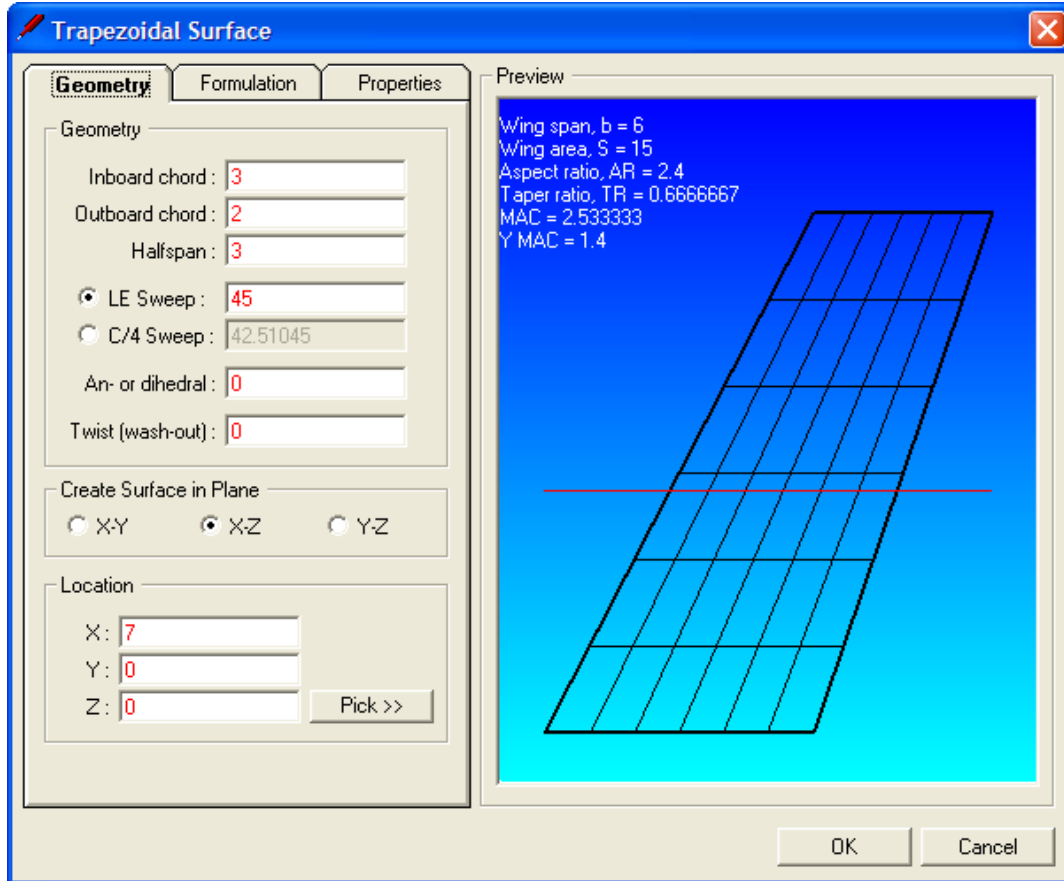 Trapezoidal Surface
Geometry
Formulation
Properties
Geometry
Inboard chord : 3
Outboard chord : 2
Halfspan : 3
LE Sweep : 45
C/4 Sweep : 42.51045
An- or dihedral : 0
Twist (wash-out) : 0
Create Surface in Plane
X-Y X-Z Y-Z
Location
X : 7
Y : 0
Z : 0
Pick >>
Preview
Wing span, b = 6
Wing area, S = 15
Aspect ratio, AR = 2.4
Taper ratio, TR = 0.6666667
MAC = 2.533333
Y MAC = 1.4
OK Cancel